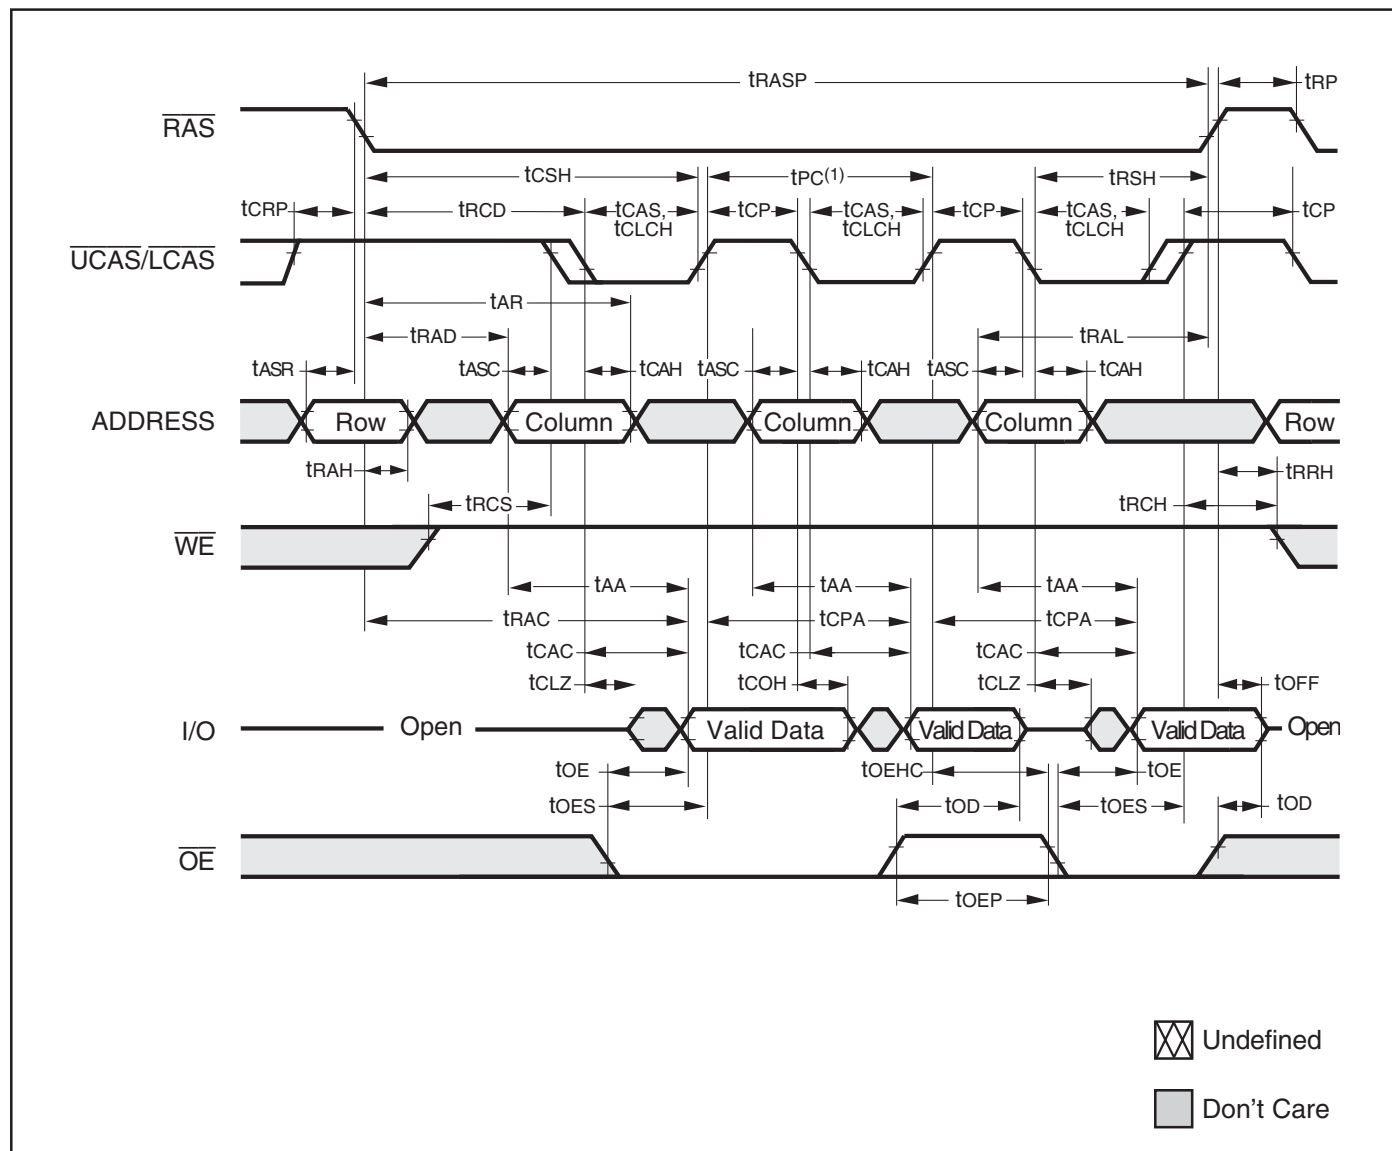 tRASP tRP
RAS
tCSH tPC(1) tRSH
tCRP tRCD tCAS, tCP tCAS, tCP tCAS, tCP
tCLCH tCLCH tCLCH
UCAS/LCAS
tAR
tRAD tRAL
tASR tASC tCAH tASC tCAH tASC tCAH
ADDRESS Row Column Column Column Row
tRAH tRRH
tRCS tRCH
WE
tAA tAA tAA
tRAC tCPA tCPA
tCAC tCAC tCAC
tCLZ tCOH tCLZ tOFF
I/O Open Valid Data Valid Data Valid Data Open
tOE tOEHC tOE
tOES tOD tOES tOD
OE
tOEP
Undefined
Don't Care